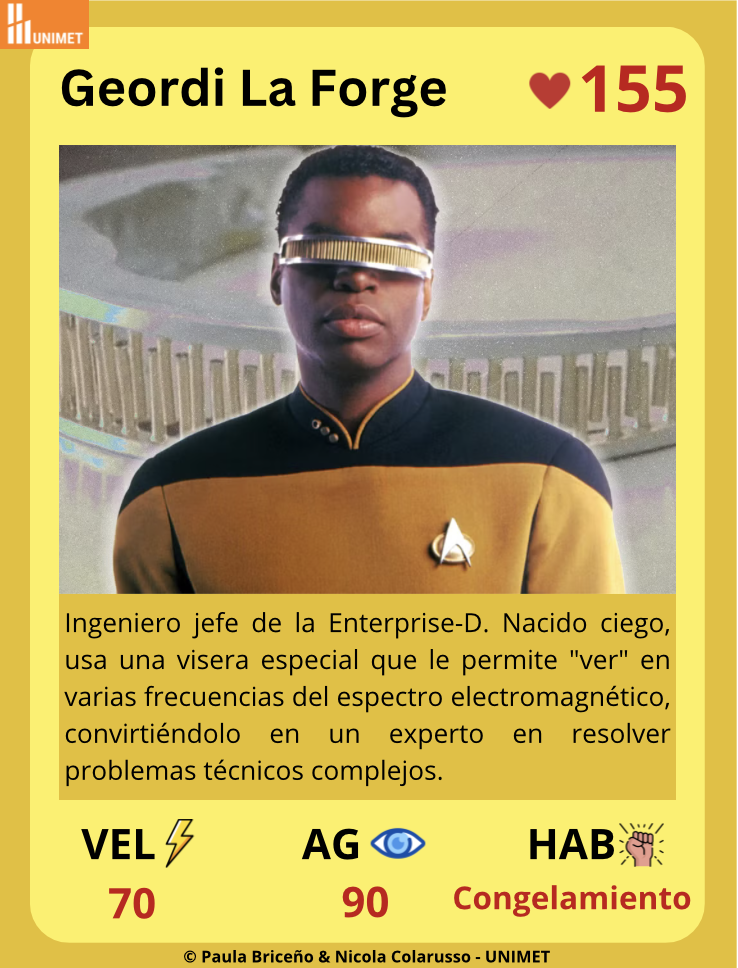 UNIMET
Geordi La Forge
155
Ingeniero jefe de la Enterprise-D. Nacido ciego,
usa una visera especial que le permite "ver" en
varias frecuencias del espectro electromagnético,
convirtiéndolo en un experto en resolver
problemas técnicos complejos.
VEL AG HAB
70 90 Congelamiento
© Paula Briceño & Nicola Colarusso - UNIMET